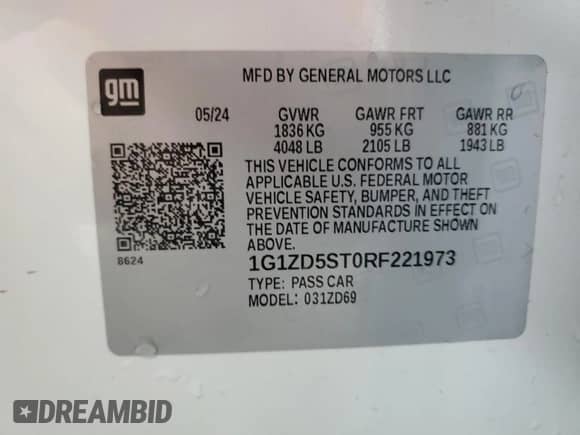 gm
MFD BY GENERAL MOTORS LLC
05/24 GVWR GAWR FRT GAWR RR
1836 KG 955 KG 881 KG
4048 LB 2105 LB 1943 LB
THIS VEHICLE CONFORMS TO ALL
APPLICABLE U.S. FEDERAL MOTOR
VEHICLE SAFETY, BUMPER, AND THEFT
PREVENTION STANDARDS IN EFFECT ON
THE DATE OF MANUFACTURE SHOWN
ABOVE.
8624
1G1ZD5ST0RF221973
TYPE: PASS CAR
MODEL: 031ZD69
DREAMBID